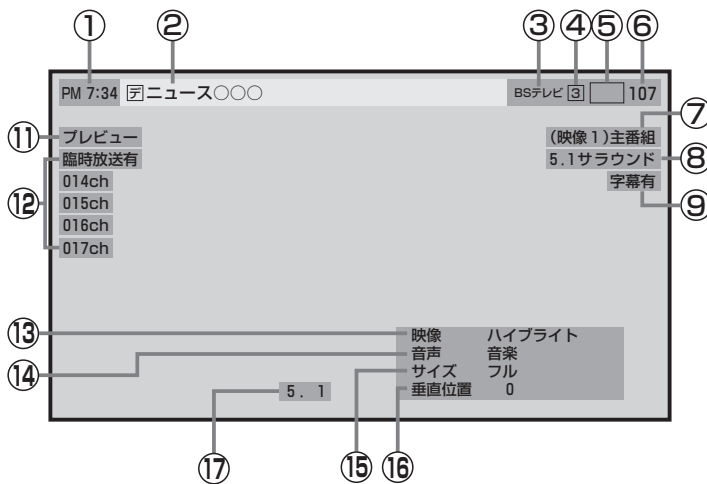 ① ② ③ ④ ⑤ ⑥
PM 7:34 デ ニュース○○○ BSテレビ 3 107
⑦
⑪ プレビュー (映像1)主番組
臨時放送有 5.1サラウンド ⑧
014ch 字幕有
⑫ 015ch ⑨
016ch
017ch
⑬ 映像 ハイブライト
⑭ 音声 音楽
サイズ フル
5. 1 垂直位置 0
⑰ ⑮ ⑯